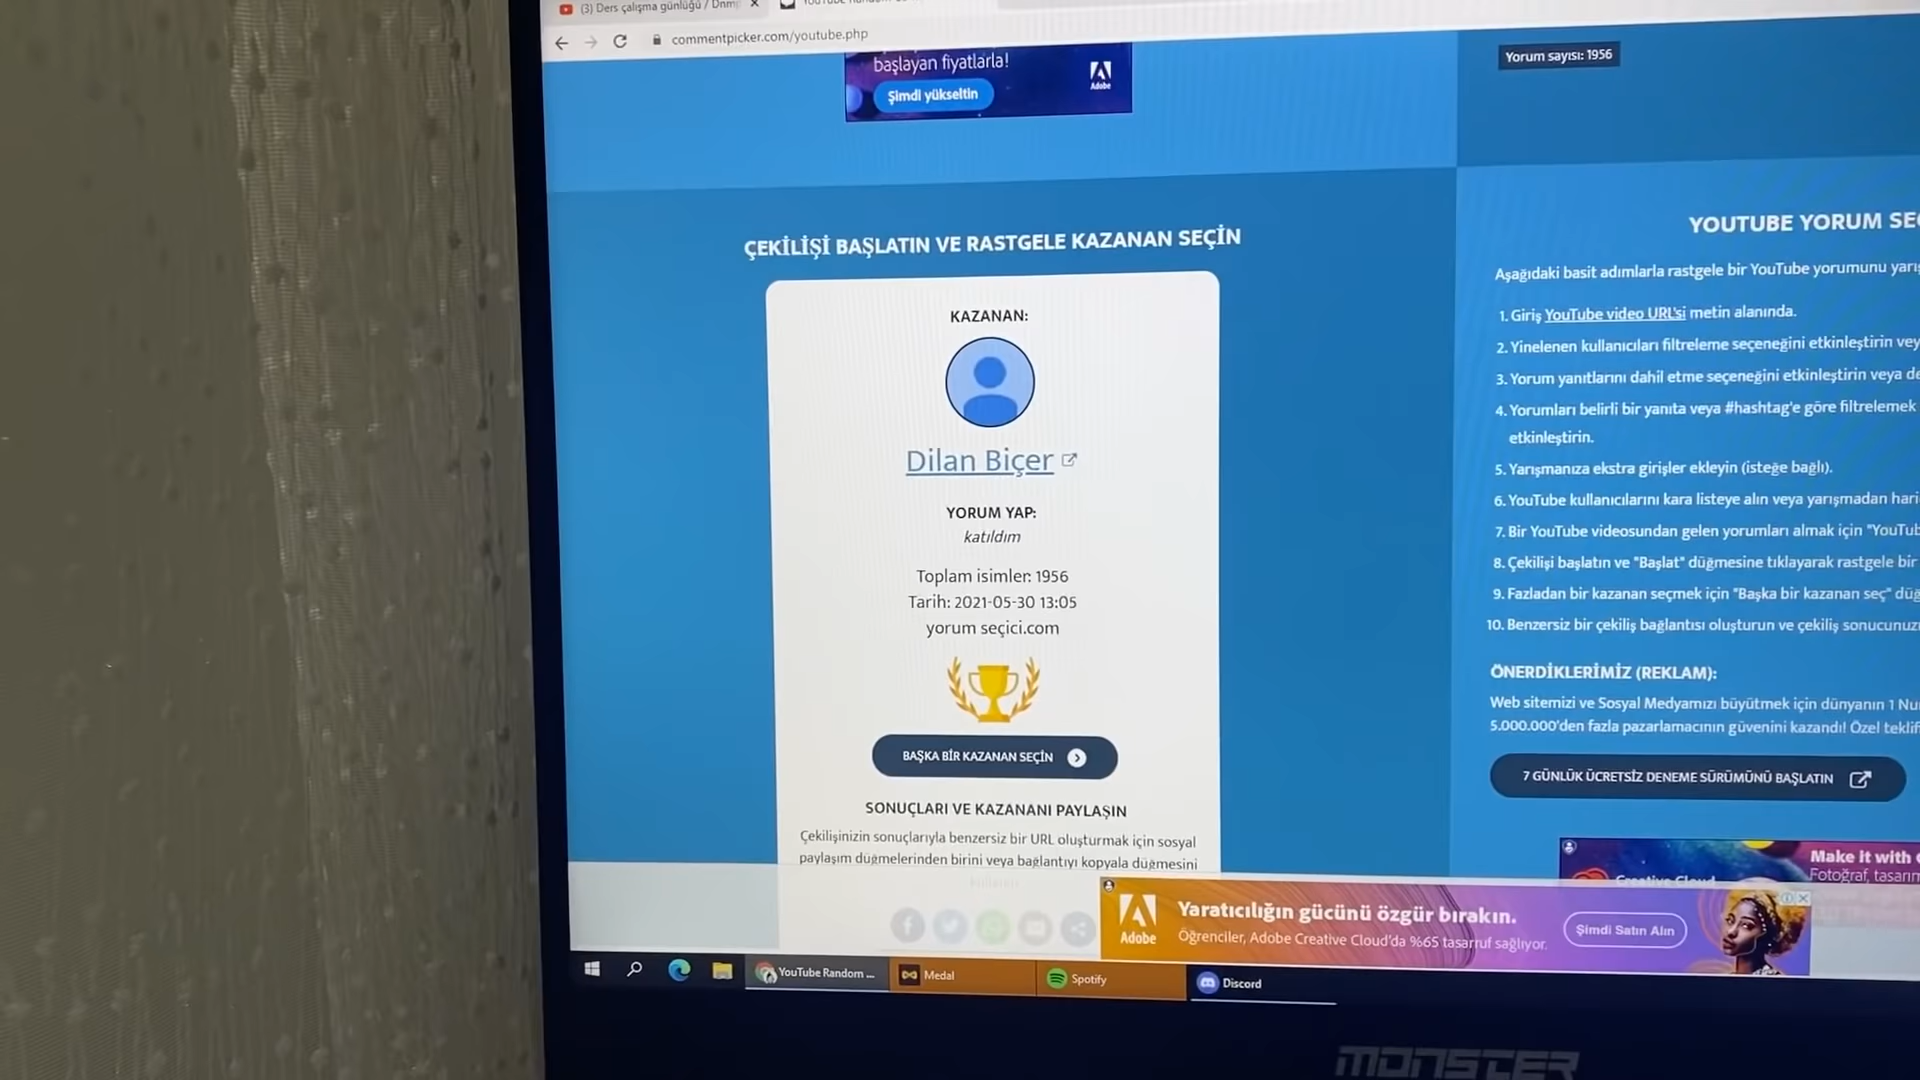 (3) Ders çalışma günlüğü / Dnm
commentpicker.com/youtube.php
başlayan fiyatlarla!
Şimdi yükseltin
Adobe
Yorum sayısı: 1956
ÇEKİLİŞİ BAŞLATIN VE RASTGELE KAZANAN SEÇİN
KAZANAN:
Dilan Biçer
YORUM YAP:
katıldım
Toplam isimler: 1956
Tarih: 2021-05-30 13:05
yorum seçici.com
BAŞKA BİR KAZANAN SEÇİN
SONUÇLARI VE KAZANANI PAYLAŞIN
Çekilişinizin sonuçlarıyla benzersiz bir URL oluşturmak için sosyal
paylaşım düğmelerinden birini veya bağlantıyı kopyala düğmesini
YOUTUBE YORUM SE
Aşağıdaki basit adımlarla rastgele bir YouTube yorumunu yarış
1. Giriş YouTube video URL'si metin alanında.
2. Yinelenen kullanıcıları filtreleme seçeneğini etkinleştirin vey
3. Yorum yanıtlarını dahil etme seçeneğini etkinleştirin veya de
4. Yorumları belirli bir yanıta veya #hashtag'e göre filtrelemek
etkinleştirin.
5. Yarışmanıza ekstra girişler ekleyin (isteğe bağlı).
6. YouTube kullanıcılarını kara listeye alın veya yarışmadan hari
7. Bir YouTube videosundan gelen yorumları almak için "YouTub
8. Çekilişi başlatın ve "Başlat" düğmesine tıklayarak rastgele bir
9. Fazladan bir kazanan seçmek için "Başka bir kazanan seç" düğ
10. Benzersiz bir çekiliş bağlantısı oluşturun ve çekiliş sonucunuz
ÖNERDİKLERİMİZ (REKLAM):
Web sitemizi ve Sosyal Medyamızı büyütmek için dünyanın 1 Nu
5.000.000'den fazla pazarlamacının güvenini kazandı! Özel teklif
7 GÜNLÜK ÜCRETSİZ DENEME SÜRÜMÜNÜ BAŞLATIN
Make it with
Creative Cloud
Fotoğraf, tasarım
Adobe
Yaratıcılığın gücünü özgür bırakın.
Öğrenciler, Adobe Creative Cloud'da %65 tasarruf sağlıyor.
Şimdi Satın Alın
YouTube Random ...
Medal
Spotify
Discord
MONSTER